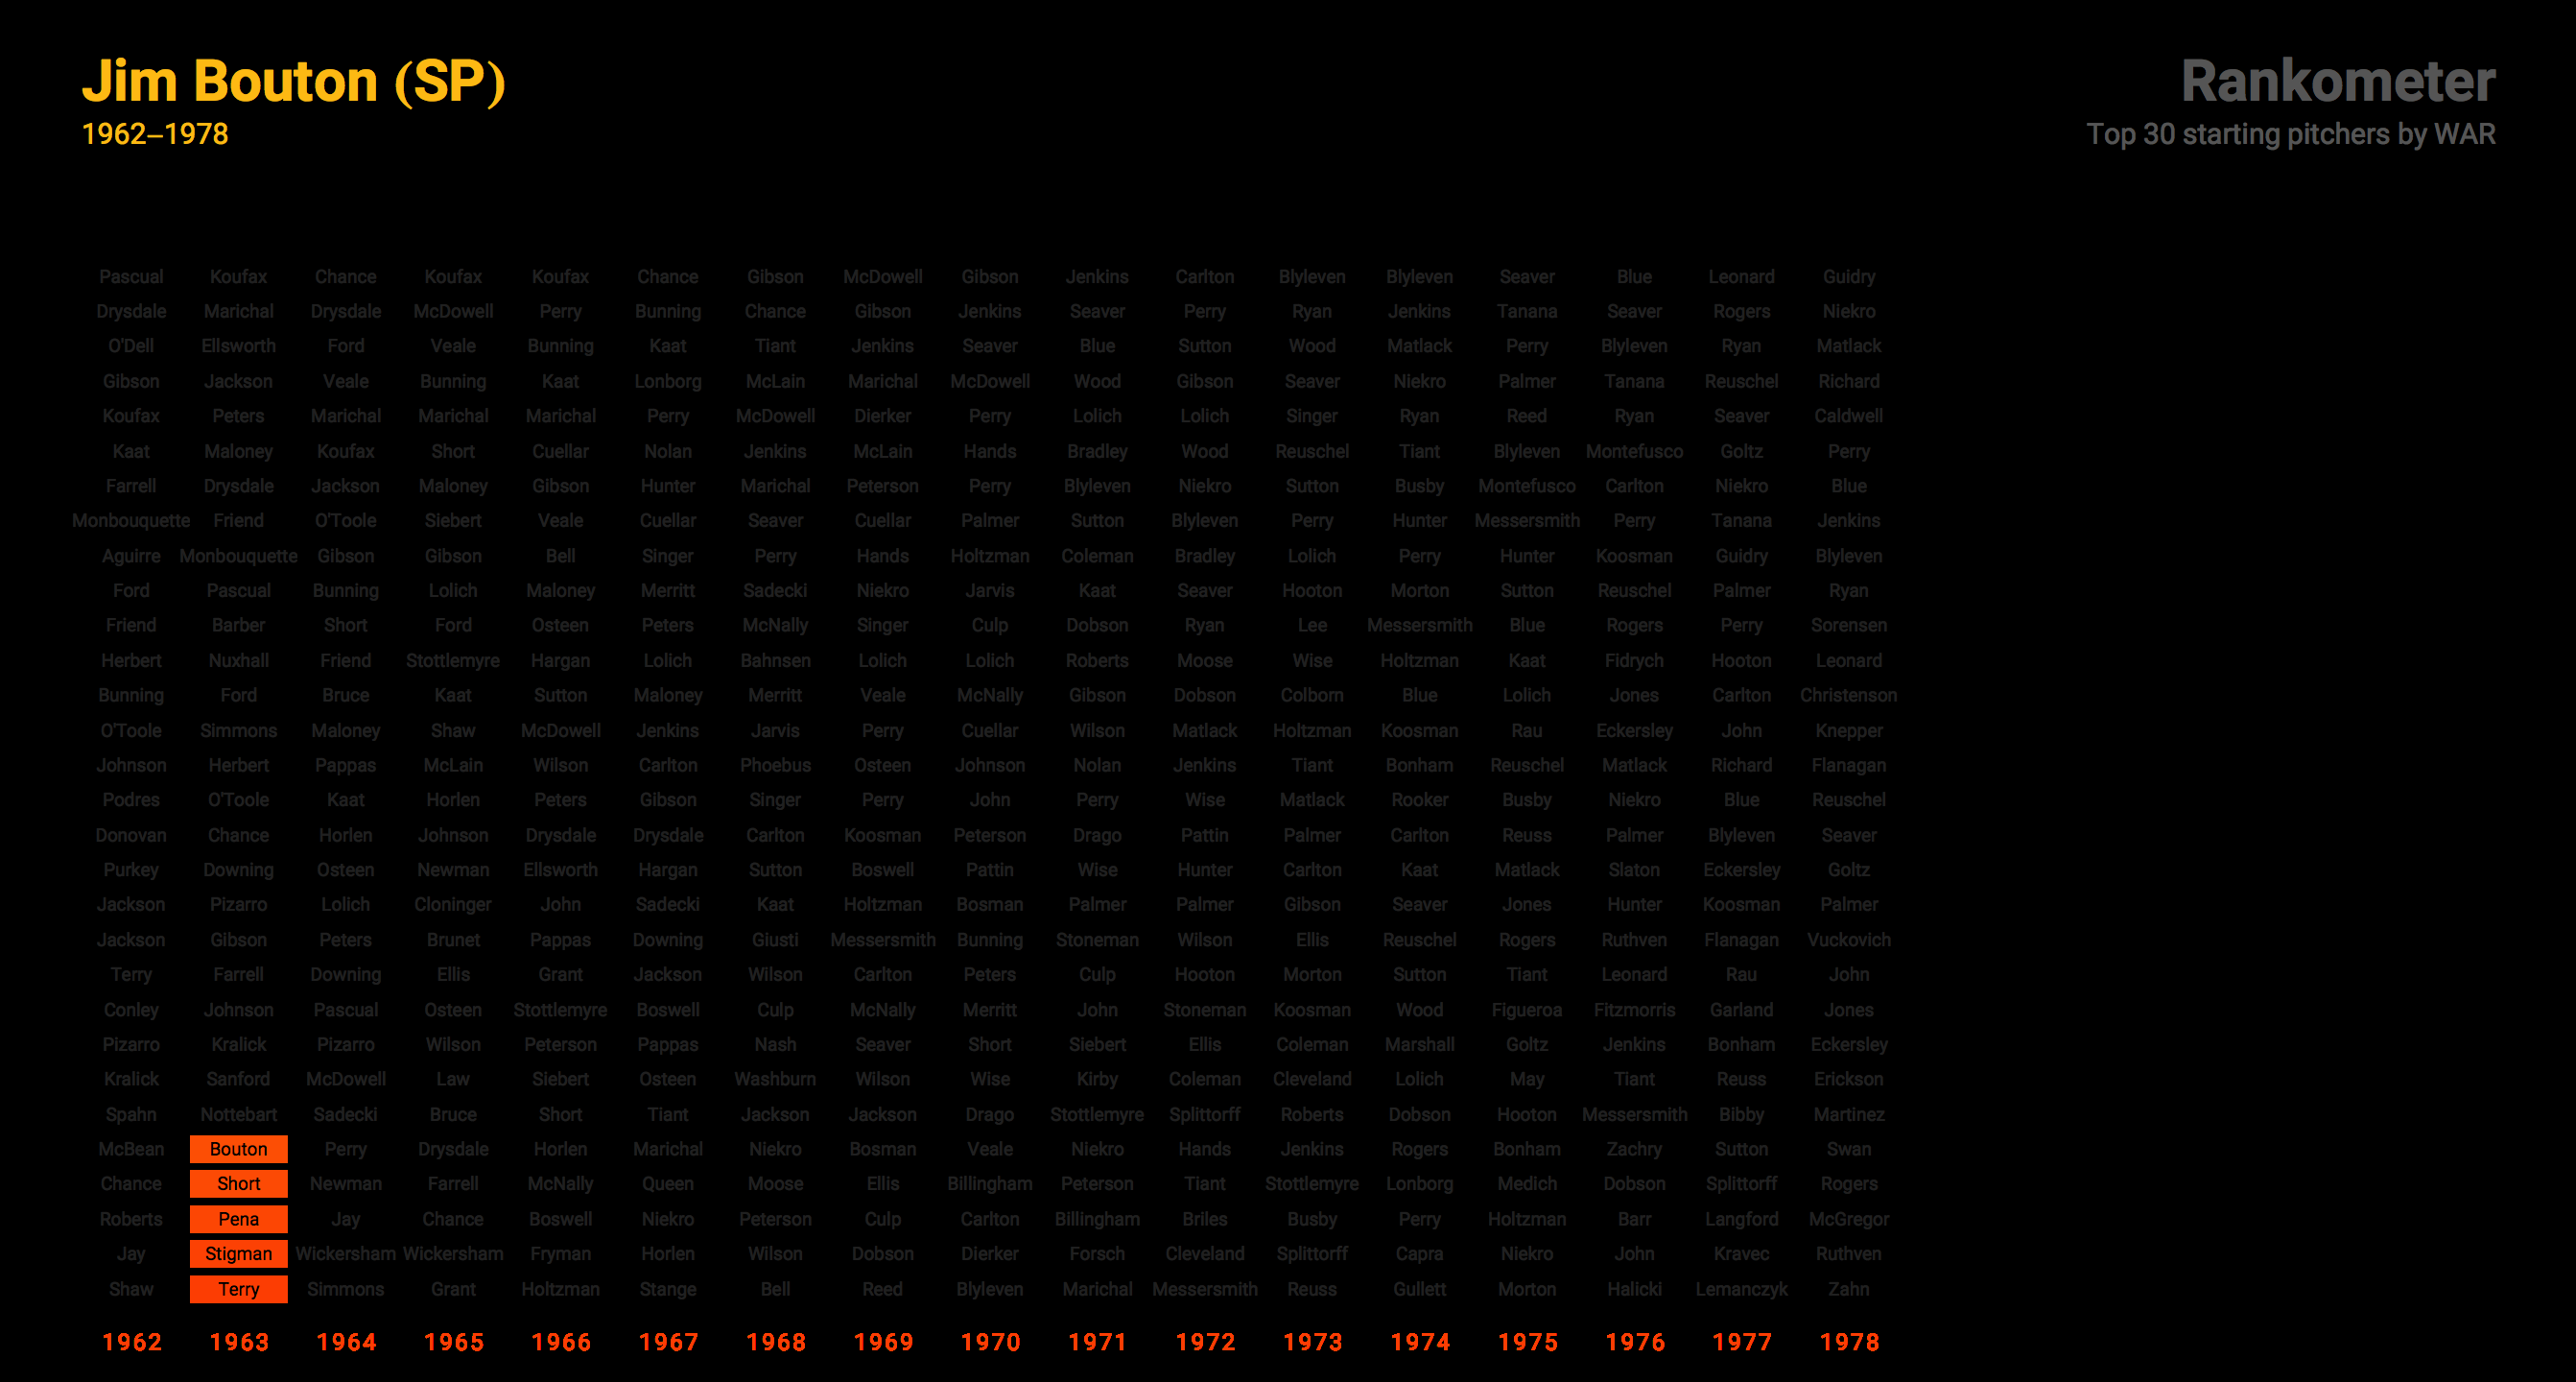 Jim Bouton (SP)
1962–1978
Rankometer
Top 30 starting pitchers by WAR
Pascual Koufax Chance Koufax Koufax Chance Gibson McDowell Gibson Jenkins Carlton Blyleven Blyleven Seaver Blue Leonard Guidry
Drysdale Marichal Drysdale McDowell Perry Bunning Chance Gibson Jenkins Seaver Perry Ryan Jenkins Tanana Seaver Rogers Niekro
O'Dell Ellsworth Ford Veale Bunning Kaat Tiant Jenkins Seaver Blue Sutton Wood Matlack Perry Blyleven Ryan Matlack
Gibson Jackson Veale Bunning Kaat Lonborg McLain Marichal McDowell Wood Gibson Seaver Niekro Palmer Tanana Reuschel Richard
Koufax Peters Marichal Marichal Marichal Perry McDowell Dierker Perry Lolich Lolich Singer Ryan Reed Ryan Seaver Caldwell
Kaat Maloney Koufax Short Cuellar Nolan Jenkins McLain Hands Bradley Wood Reuschel Tiant Blyleven Montefusco Goltz Perry
Farrell Drysdale Jackson Maloney Gibson Hunter Marichal Peterson Perry Blyleven Niekro Sutton Busby Montefusco Carlton Niekro Blue
Monbouquette Friend O'Toole Siebert Veale Cuellar Seaver Cuellar Palmer Sutton Blyleven Perry Hunter Messersmith Perry Tanana Jenkins
Aguirre Monbouquette Gibson Gibson Bell Singer Perry Hands Holtzman Coleman Bradley Lolich Perry Hunter Koosman Guidry Blyleven
Ford Pascual Bunning Lolich Maloney Merritt Sadecki Niekro Jarvis Kaat Seaver Hooton Morton Sutton Reuschel Palmer Ryan
Friend Barber Short Ford Osteen Peters McNally Singer Culp Dobson Ryan Lee Messersmith Blue Rogers Perry Sorensen
Herbert Nuxhall Friend Stottlemyre Hargan Lolich Bahnsen Lolich Lolich Roberts Moose Wise Holtzman Kaat Fidrych Hooton Leonard
Bunning Ford Bruce Kaat Sutton Maloney Merritt Veale McNally Gibson Dobson Colborn Blue Lolich Jones Carlton Christenson
O'Toole Simmons Maloney Shaw McDowell Jenkins Jarvis Perry Cuellar Wilson Matlack Holtzman Koosman Rau Eckersley John Knepper
Johnson Herbert Pappas McLain Wilson Carlton Phoebus Osteen Johnson Nolan Jenkins Tiant Bonham Reuschel Matlack Richard Flanagan
Podres O'Toole Kaat Horlen Peters Gibson Singer Perry John Perry Wise Matlack Rooker Busby Niekro Blue Reuschel
Donovan Chance Horlen Johnson Drysdale Drysdale Carlton Koosman Peterson Drago Pattin Palmer Carlton Reuss Palmer Blyleven Seaver
Purkey Downing Osteen Newman Ellsworth Hargan Sutton Boswell Pattin Wise Hunter Carlton Kaat Matlack Slaton Eckersley Goltz
Jackson Pizarro Lolich Cloninger John Sadecki Kaat Holtzman Bosman Palmer Palmer Gibson Seaver Jones Hunter Koosman Palmer
Jackson Gibson Peters Brunet Pappas Downing Giusti Messersmith Bunning Stoneman Wilson Ellis Reuschel Rogers Ruthven Flanagan Vuckovich
Terry Farrell Downing Ellis Grant Jackson Wilson Carlton Peters Culp Hooton Morton Sutton Tiant Leonard Rau John
Conley Johnson Pascual Osteen Stottlemyre Boswell Culp McNally Merritt John Stoneman Koosman Wood Figueroa Fitzmorris Garland Jones
Pizarro Kralick Pizarro Wilson Peterson Pappas Nash Seaver Short Siebert Ellis Coleman Marshall Goltz Jenkins Bonham Eckersley
Kralick Sanford McDowell Law Siebert Osteen Washburn Wilson Wise Kirby Coleman Cleveland Lolich May Tiant Reuss Erickson
Spahn Nottebart Sadecki Bruce Short Tiant Jackson Jackson Drago Stottlemyre Splittorff Roberts Dobson Hooton Messersmith Bibby Martinez
McBean Bouton Perry Drysdale Horlen Marichal Niekro Bosman Veale Niekro Hands Jenkins Rogers Bonham Zachry Sutton Swan
Chance Short Newman Farrell McNally Queen Moose Ellis Billingham Peterson Tiant Stottlemyre Lonborg Medich Dobson Splittorff Rogers
Roberts Pena Jay Chance Boswell Niekro Peterson Culp Carlton Billingham Briles Busby Perry Holtzman Barr Langford McGregor
Jay Stigman Wickersham Wickersham Fryman Horlen Wilson Dobson Dierker Forsch Cleveland Splittorff Capra Niekro John Kravec Ruthven
Shaw Terry Simmons Grant Holtzman Stange Bell Reed Blyleven Marichal Messersmith Reuss Gullett Morton Halicki Lemanczyk Zahn
1962 1963 1964 1965 1966 1967 1968 1969 1970 1971 1972 1973 1974 1975 1976 1977 1978